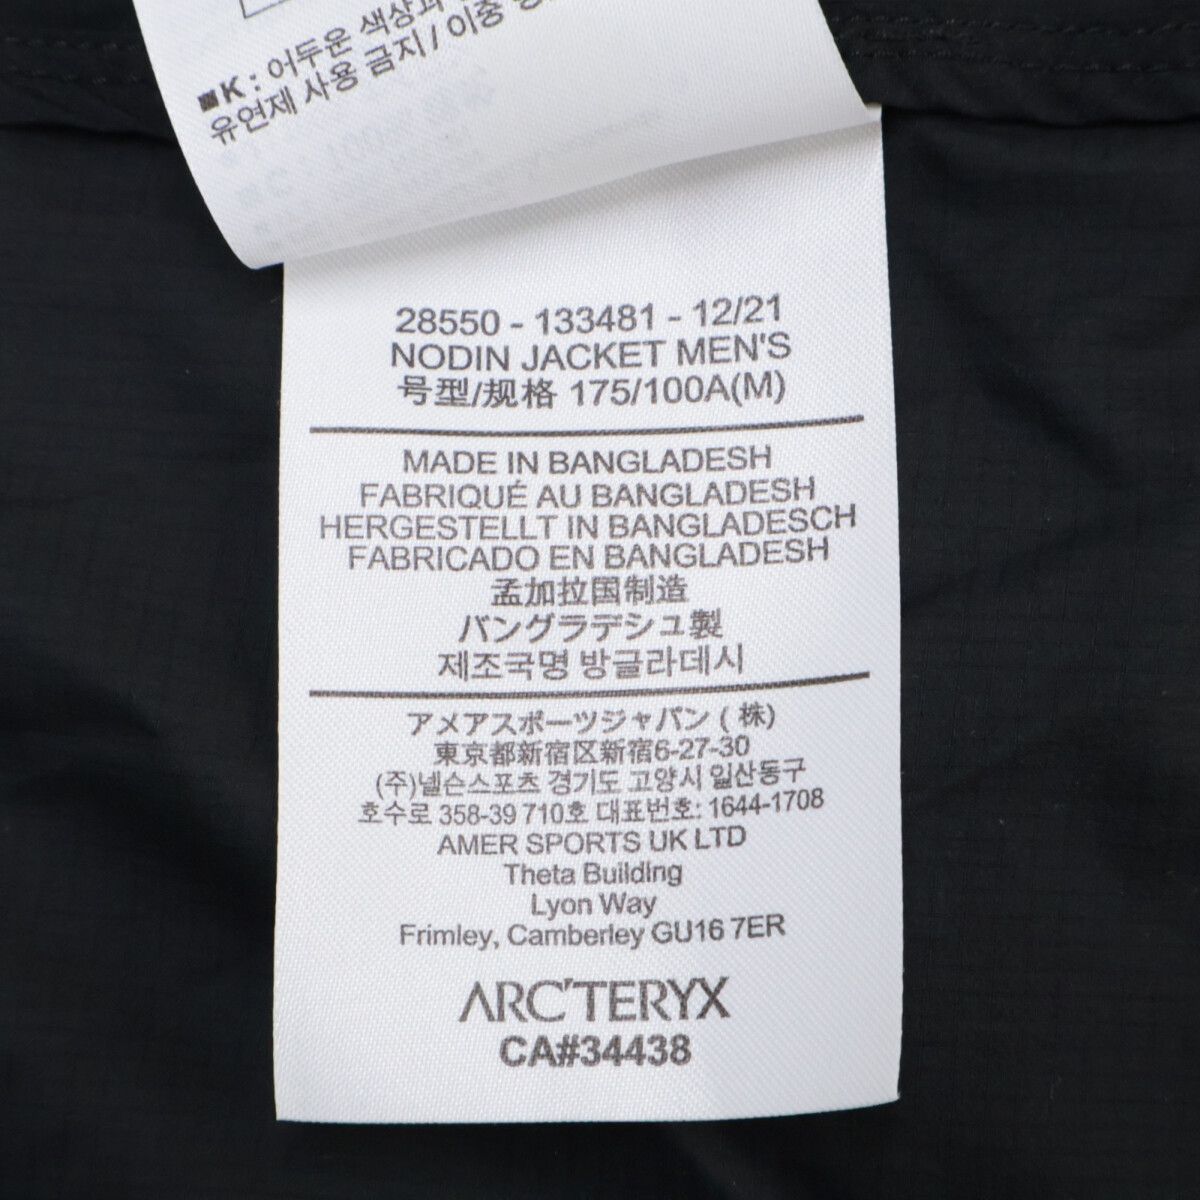 ■K : 어두운 색상과
유연제 사용 금지 / 이중
28550 - 133481 - 12/21
NODIN JACKET MEN'S
号型/规格 175/100A(M)
MADE IN BANGLADESH
FABRIQUÉ AU BANGLADESH
HERGESTELLT IN BANGLADESCH
FABRICADO EN BANGLADESH
孟加拉国制造
バングラデシュ製
제조국명 방글라데시
アメアスポーツジャパン (株)
東京都新宿区新宿6-27-30
(주)넬슨스포츠 경기도 고양시 일산동구
호수로 358-39 710호 대표번호: 1644-1708
AMER SPORTS UK LTD
Theta Building
Lyon Way
Frimley, Camberley GU16 7ER
ARC'TERYX
CA#34438